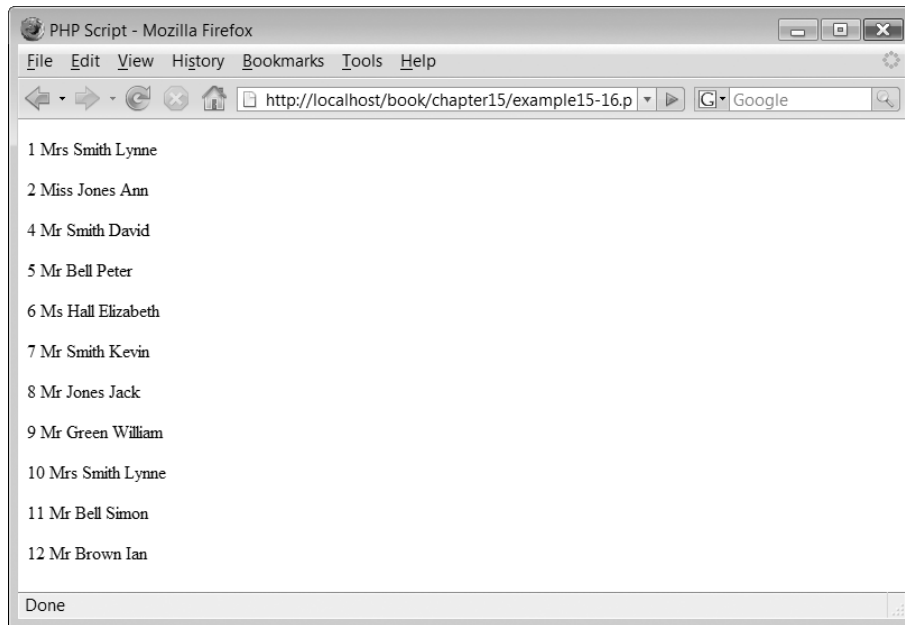 PHP Script - Mozilla Firefox
File Edit View History Bookmarks Tools Help
http://localhost/book/chapter15/example15-16.p G Google
1 Mrs Smith Lynne
2 Miss Jones Ann
4 Mr Smith David
5 Mr Bell Peter
6 Ms Hall Elizabeth
7 Mr Smith Kevin
8 Mr Jones Jack
9 Mr Green William
10 Mrs Smith Lynne
11 Mr Bell Simon
12 Mr Brown Ian
Done